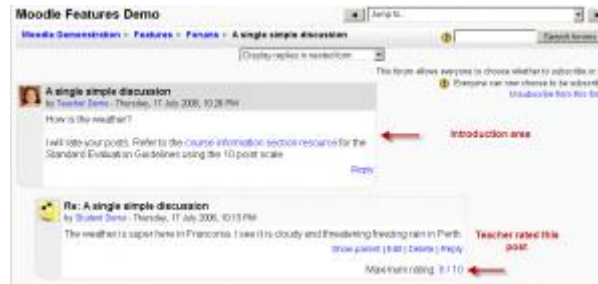 Moodle Features Demo
Jump to...
Moodle Demonstration » Features » Forums » A single simple discussion
Search forums
Display replies in nested form
This forum allows everyone to choose whether to subscribe or
Everyone can now choose to be subscri
Unsubscribe from this for
A single simple discussion
by Teacher Demo - Thursday, 17 July 2008, 10:28 PM
How is the weather?
I will rate your posts. Refer to the course information section resource for the
Standard Evaluation Guidelines using the 10 point scale
Reply
Introduction area
Re: A single simple discussion
by Student Demo - Thursday, 17 July 2008, 10:13 PM
The weather is super here in Franconia. I see it is cloudy and threatening freezing rain in Perth.
Show parent | Edit | Delete | Reply
Maximum rating: 8 / 10
Teacher rated this
post